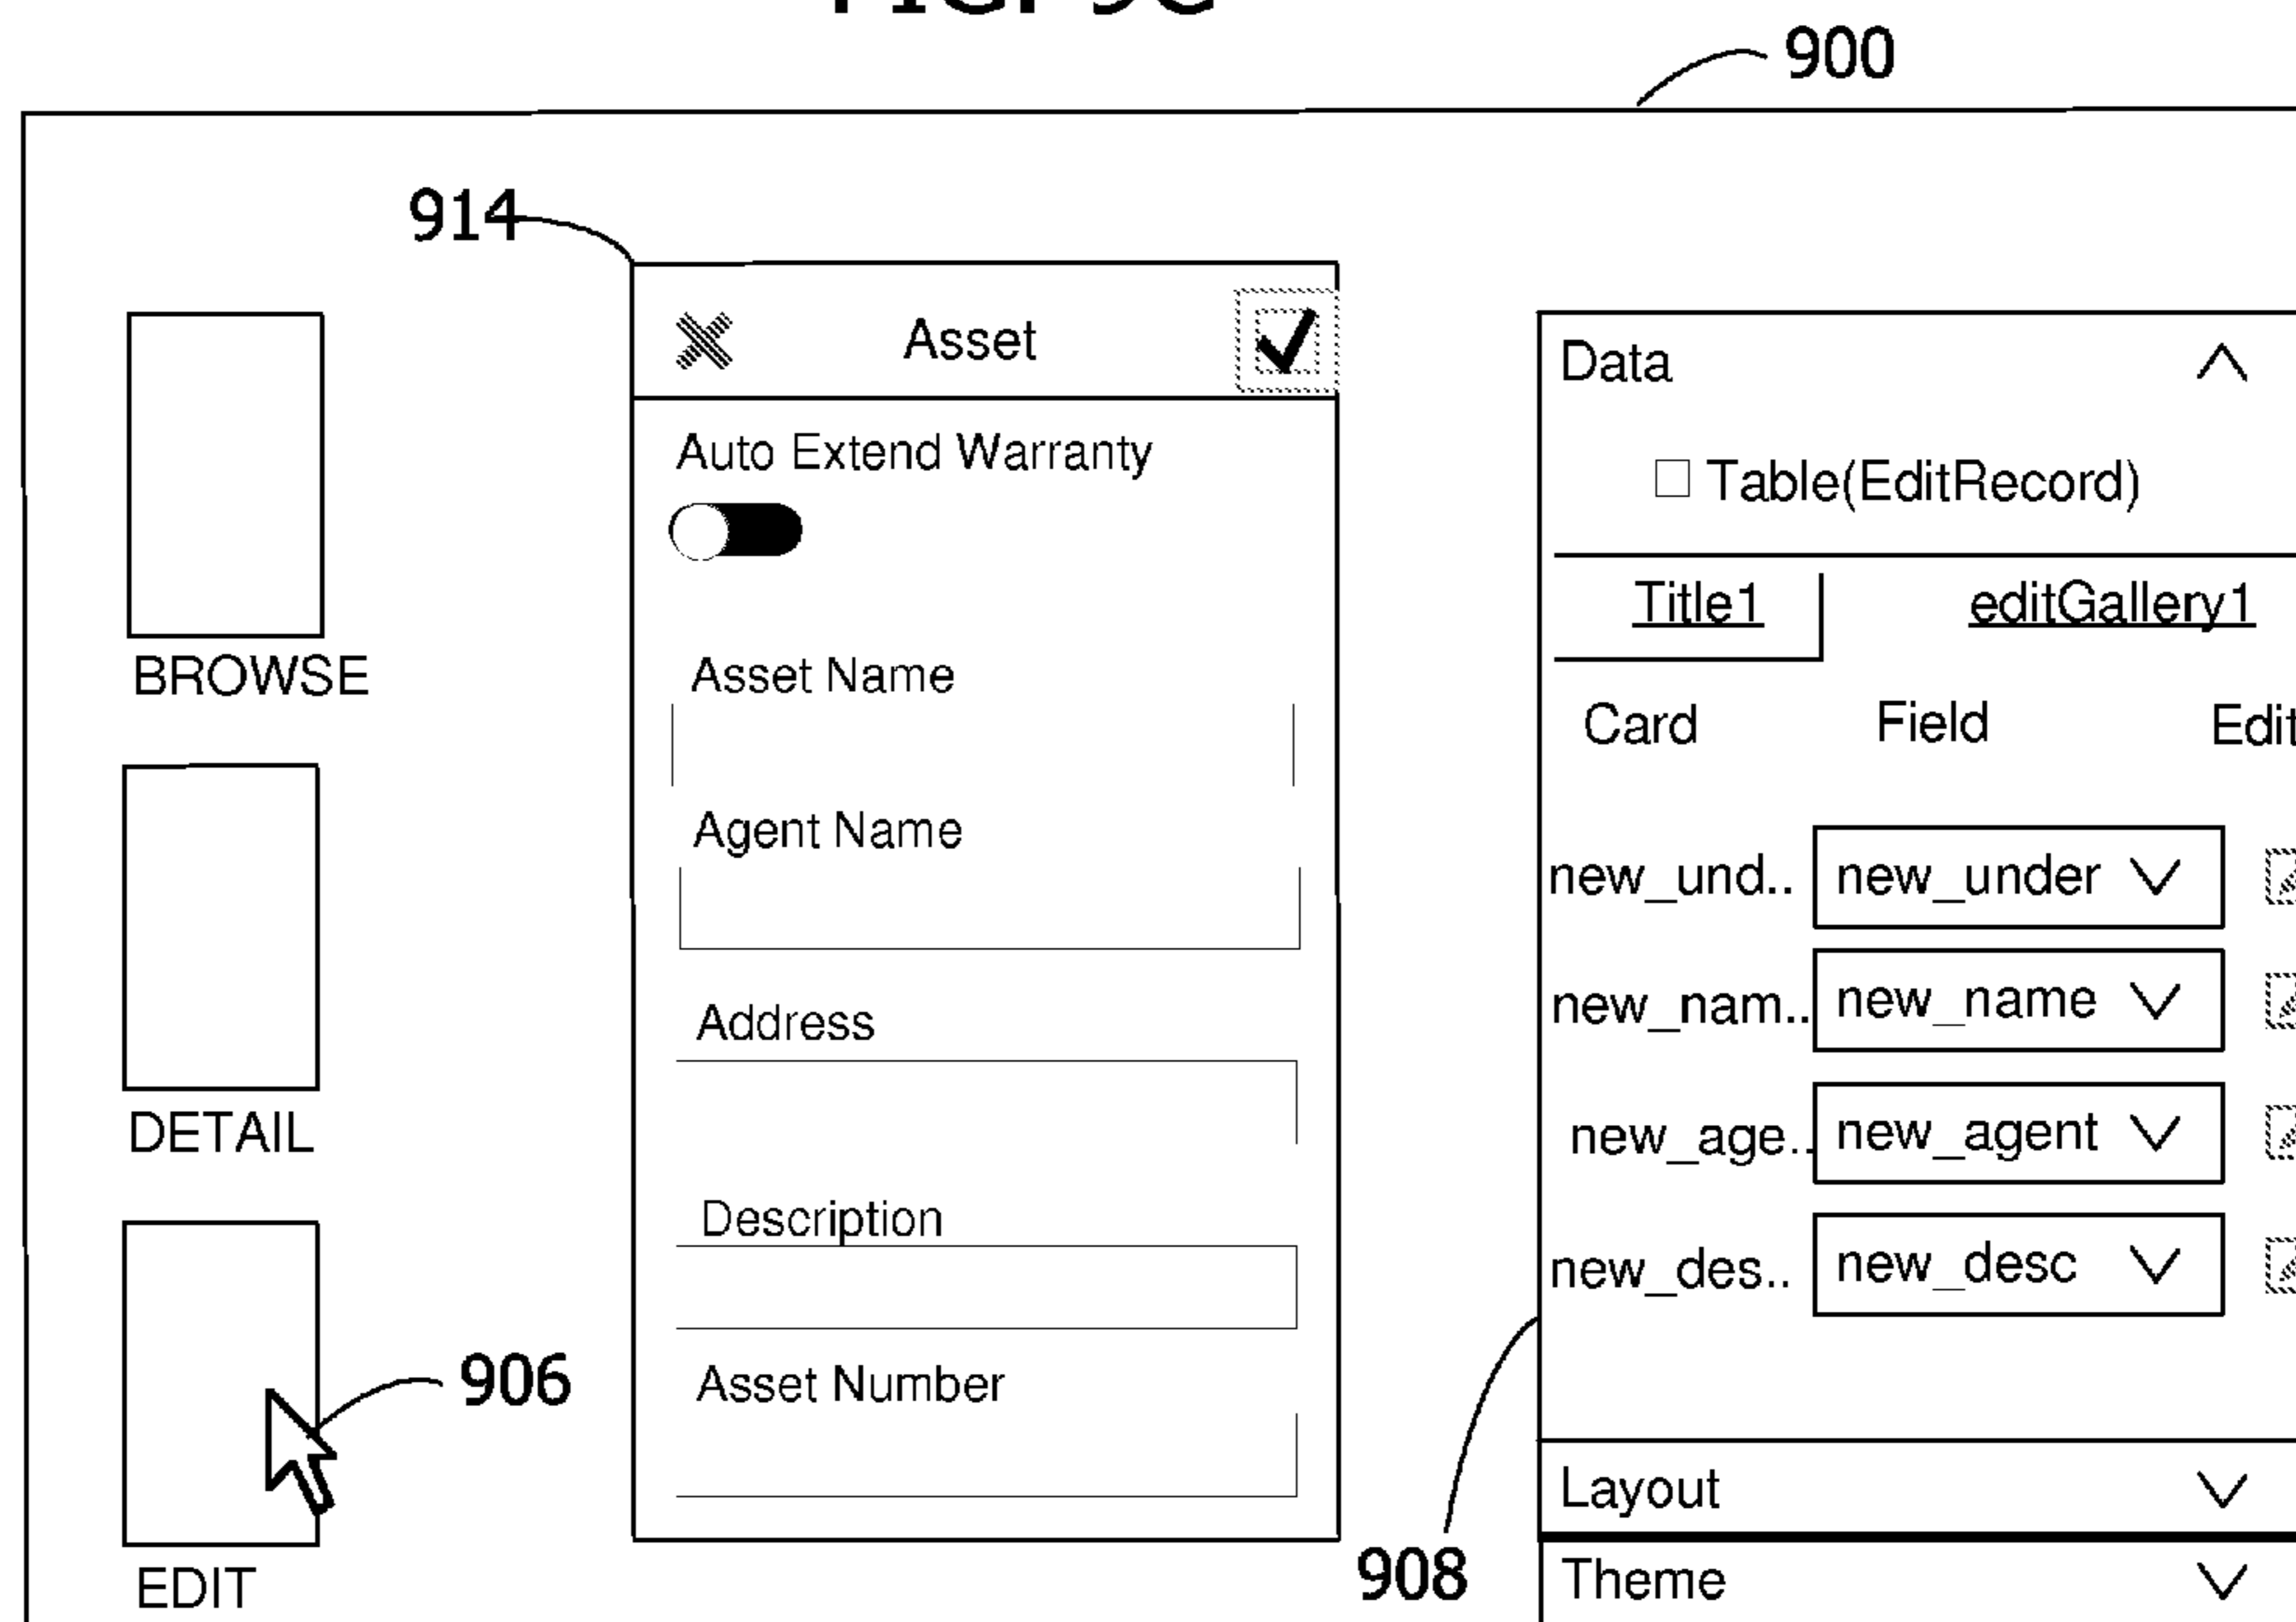 900
914
BROWSE
DETAIL
EDIT
906
Asset
Auto Extend Warranty
Asset Name
Agent Name
Address
Description
Asset Number
908
Data
Table(EditRecord)
Title1 editGallery1
Card Field Edit
new_und.. new_under
new_nam.. new_name
new_age.. new_agent
new_des.. new_desc
Layout
Theme